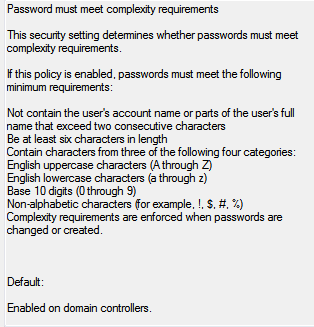 Password must meet complexity requirements
This security setting determines whether passwords must meet
complexity requirements.
If this policy is enabled, passwords must meet the following
minimum requirements:
Not contain the user's account name or parts of the user's full
name that exceed two consecutive characters
Be at least six characters in length
Contain characters from three of the following four categories:
English uppercase characters (A through Z)
English lowercase characters (a through z)
Base 10 digits (0 through 9)
Non-alphabetic characters (for example, !, $, #, %)
Complexity requirements are enforced when passwords are
changed or created.
Default:
Enabled on domain controllers.